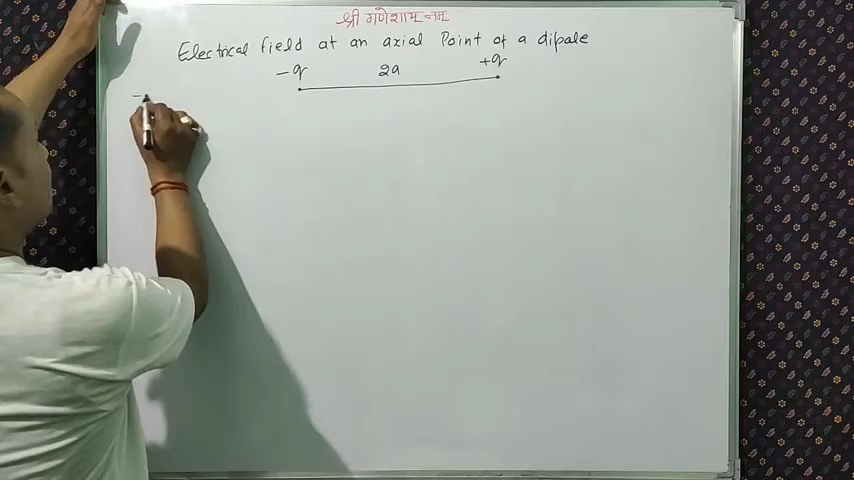 श्री गणेशाय नमः
Electrical field at an axial Point of a dipole
-q 2a +q
-